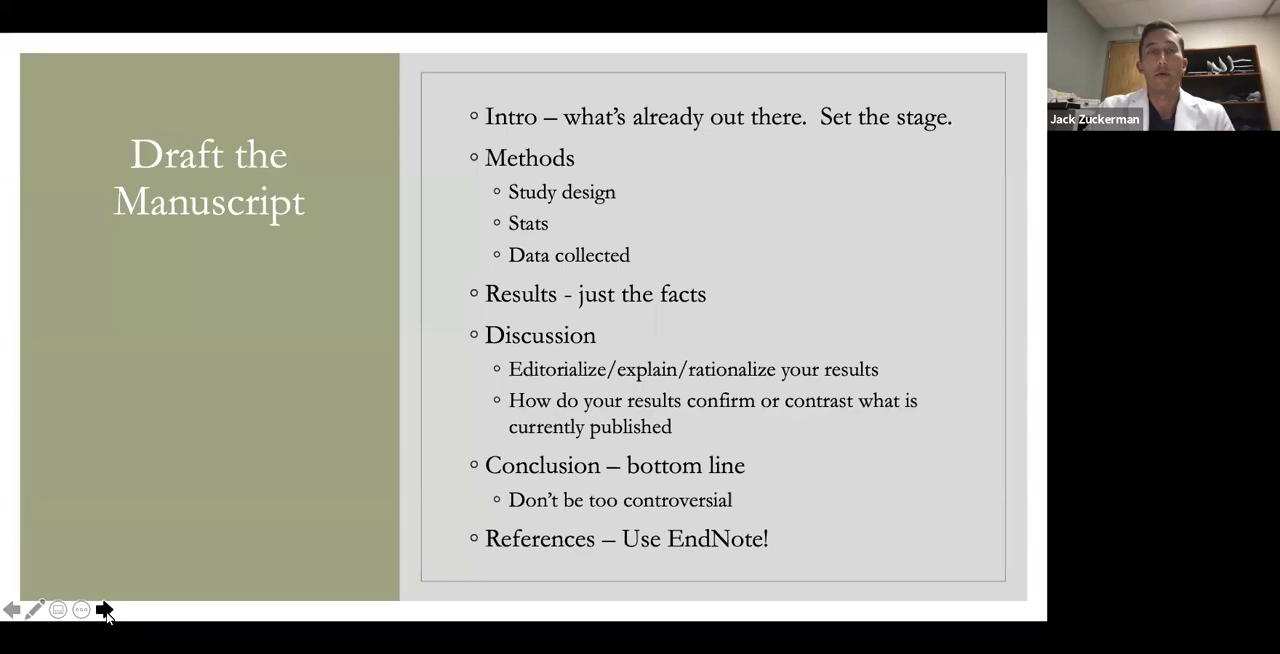 Draft the
Manuscript
Intro – what’s already out there.  Set the stage.
Methods
Study design
Stats
Data collected
Results - just the facts
Discussion
Editorialize/explain/rationalize your results
How do your results confirm or contrast what is
currently published
Conclusion – bottom line
Don’t be too controversial
References – Use EndNote!
Jack Zuckerman